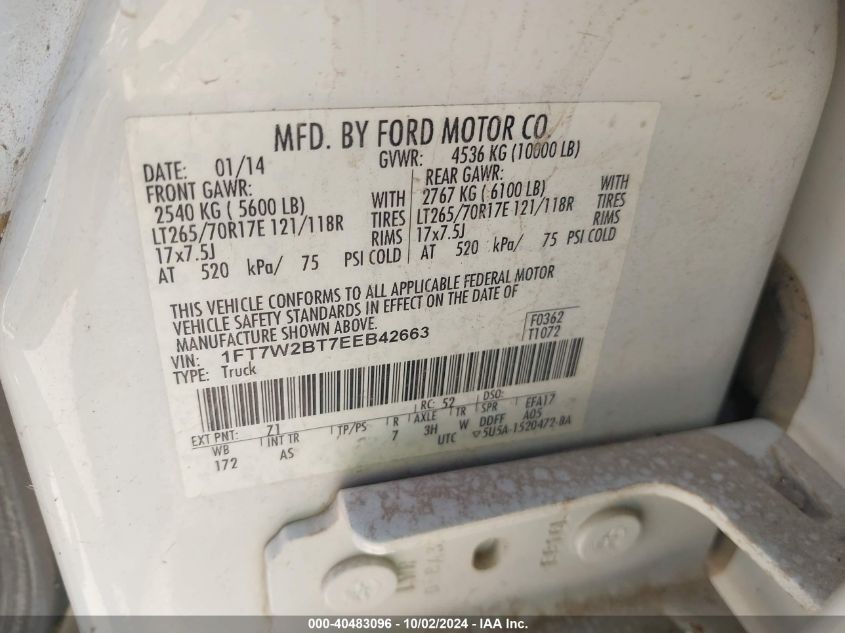 MFD. BY FORD MOTOR CO.
DATE: 01/14 GVWR: 4536 KG (10000 LB)
FRONT GAWR: REAR GAWR:
2540 KG ( 5600 LB) WITH 2767 KG ( 6100 LB) WITH
LT265/70R17E 121/118R TIRES LT265/70R17E 121/118R TIRES
17x7.5J RIMS 17x7.5J RIMS
AT 520 kPa/ 75 PSI COLD AT 520 kPa/ 75 PSI COLD
THIS VEHICLE CONFORMS TO ALL APPLICABLE FEDERAL MOTOR
VEHICLE SAFETY STANDARDS IN EFFECT ON THE DATE OF
MANUFACTURE SHOWN ABOVE.
VIN: 1FT7W2BT7EEB42663 F0362
TYPE: Truck T1072
EXT PNT: Z1 RC: 52 DSO:
WB INT TR TP/PS R AXLE TR SPR EFA17
172 AS 7 3H W DDFF A05
UTC ▽5U5A-1520472-BA
000-40483096 - 10/02/2024 - IAA Inc.